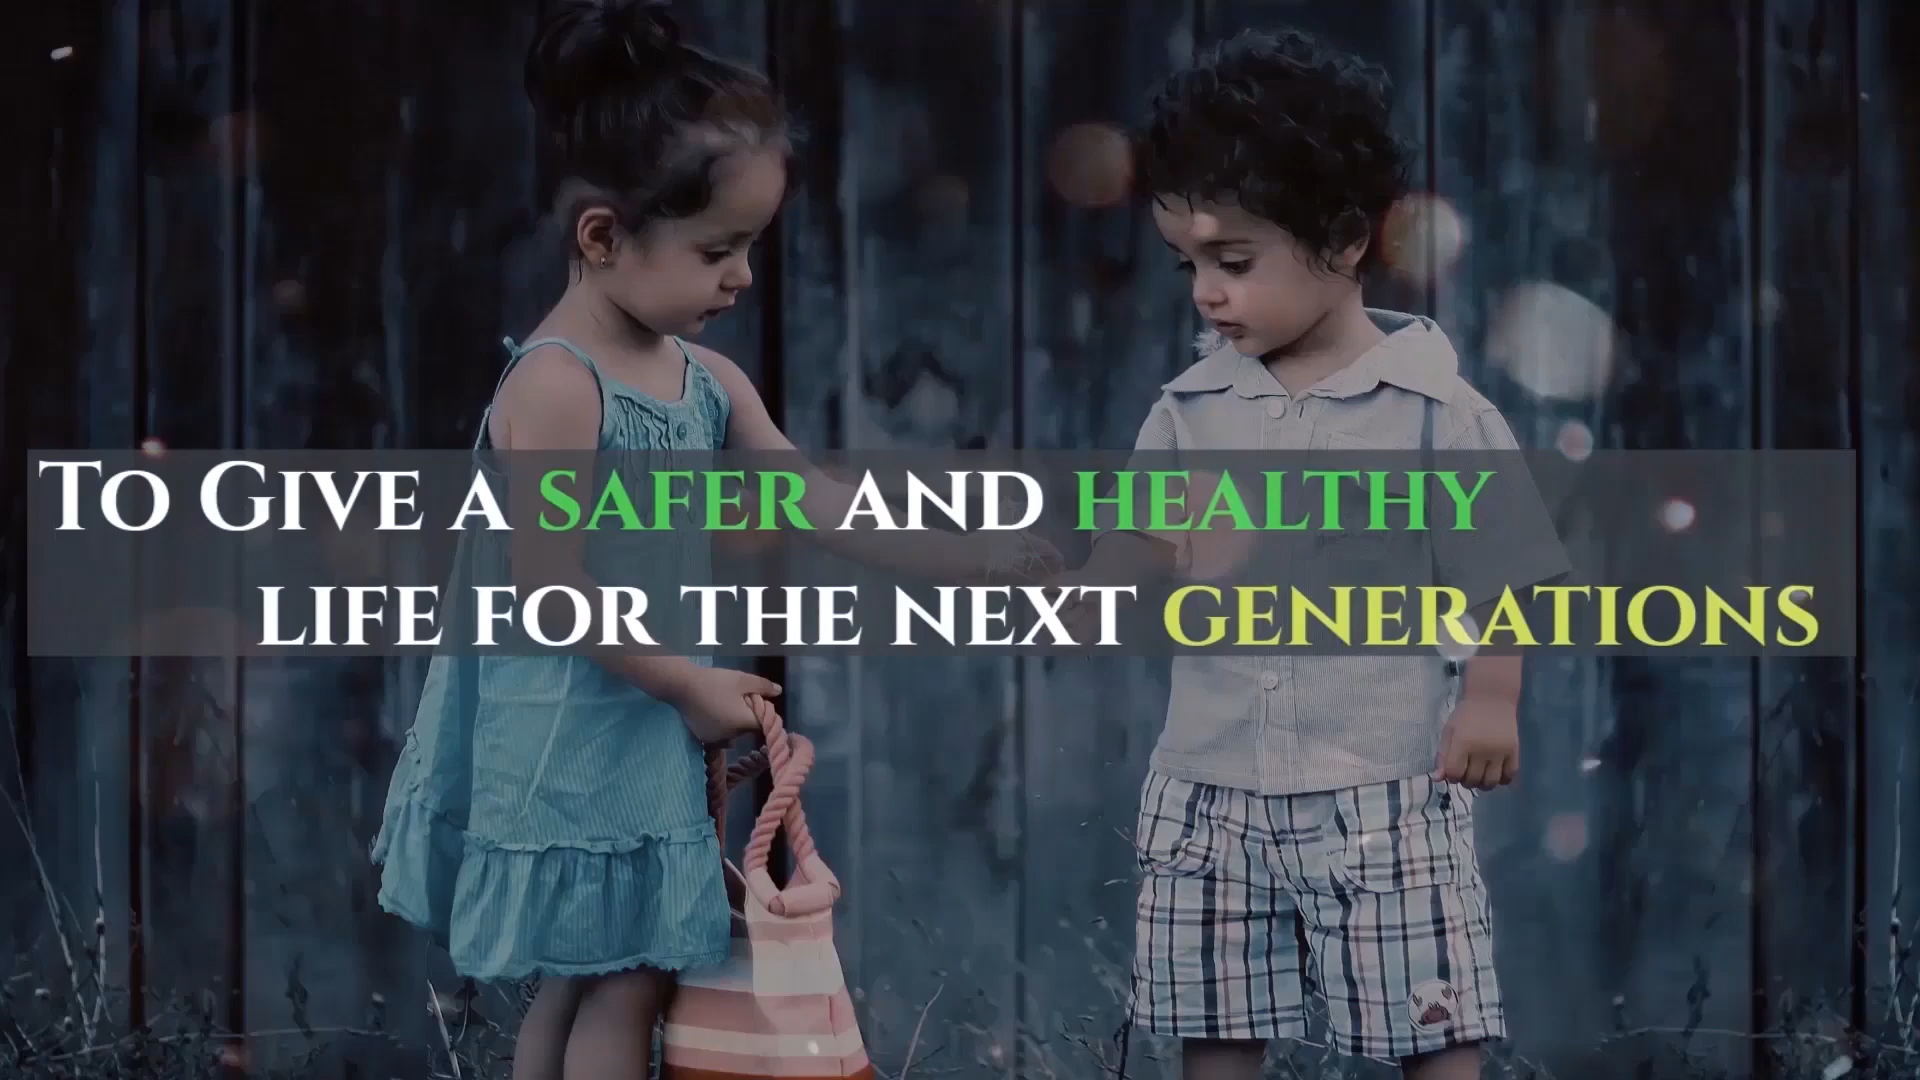 To Give a safer and healthy
life for the next generations